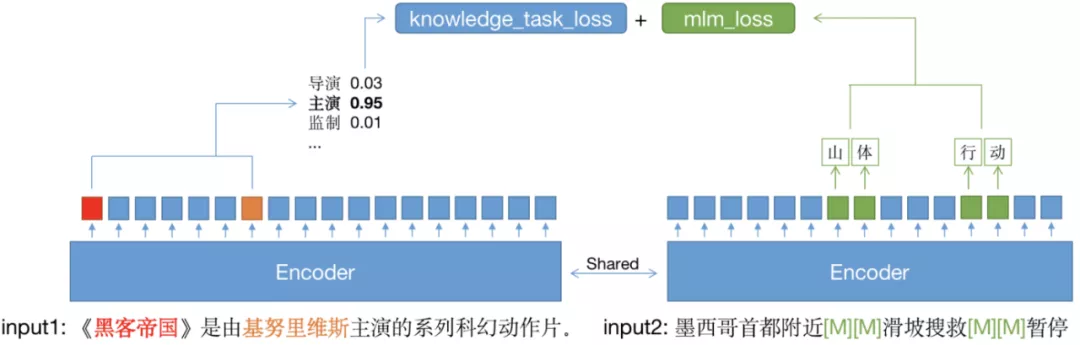 knowledge_task_loss + mlm_loss
导演 0.03
主演 0.95
监制 0.01
...
山 体 行 动
Encoder
Shared
Encoder
input1: 《黑客帝国》是由基努里维斯主演的系列科幻动作片。
input2: 墨西哥首都附近[M][M]滑坡搜救[M][M]暂停